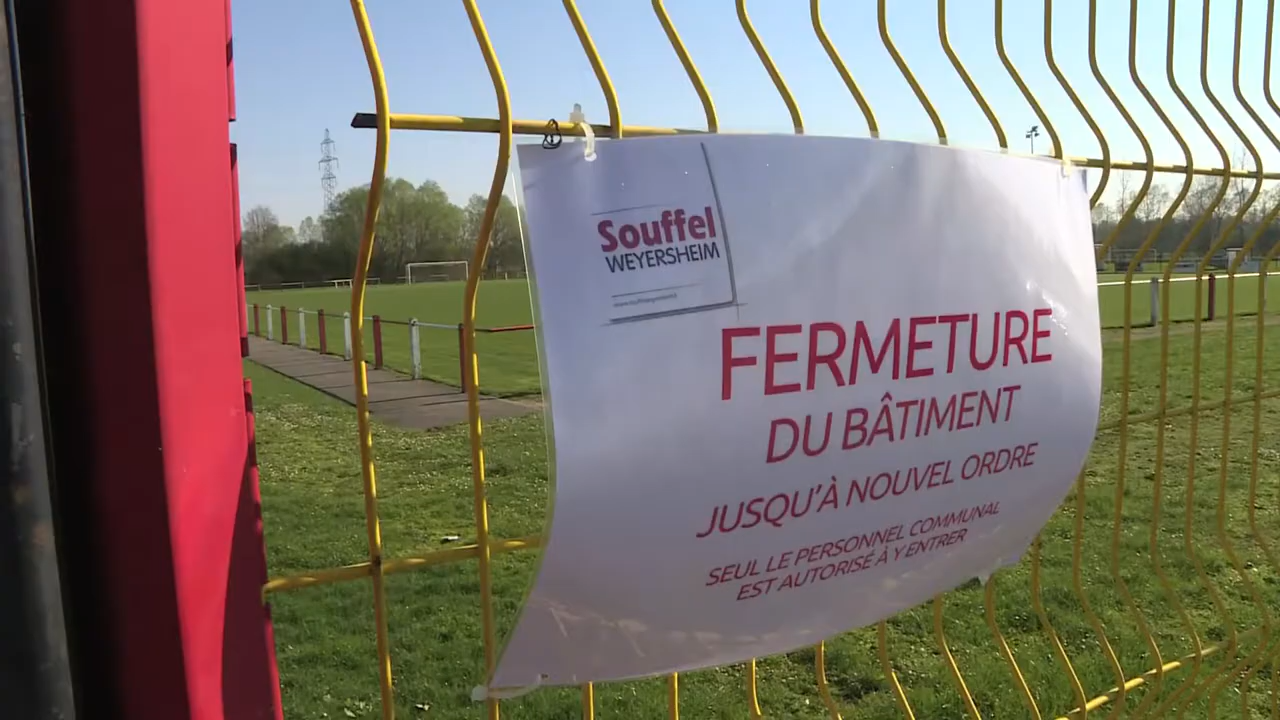 Souffel
WEYERSHEIM
FERMETURE
DU BÂTIMENT
JUSQU'À NOUVEL ORDRE
SEUL LE PERSONNEL COMMUNAL
EST AUTORISÉ À Y ENTRER